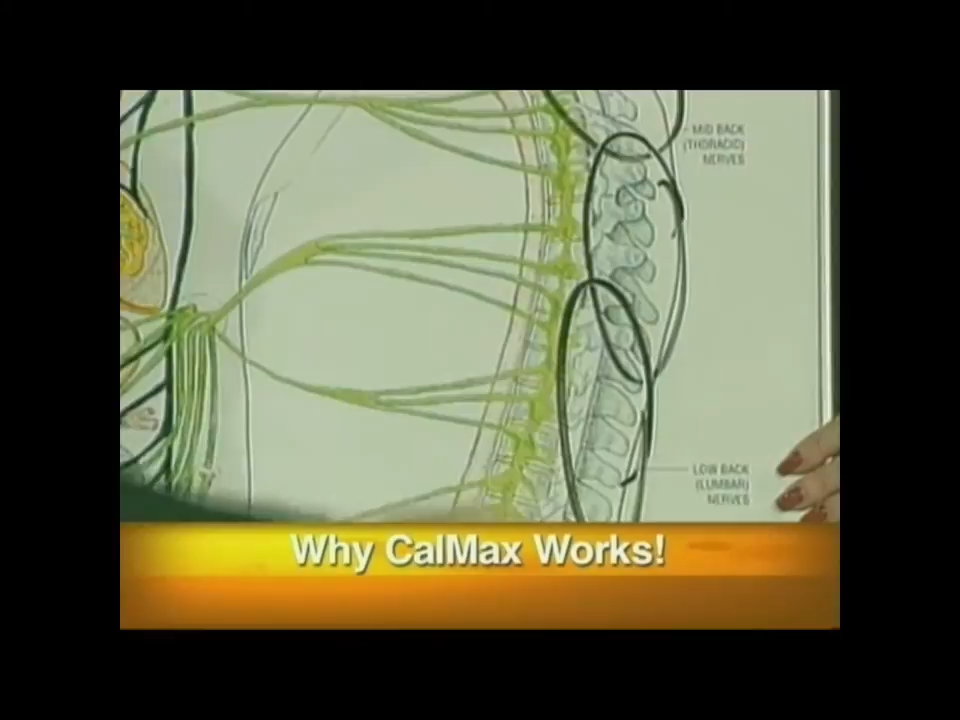 MID BACK
(THORACIC)
NERVES
LOW BACK
(LUMBAR)
NERVES
Why CalMax Works!